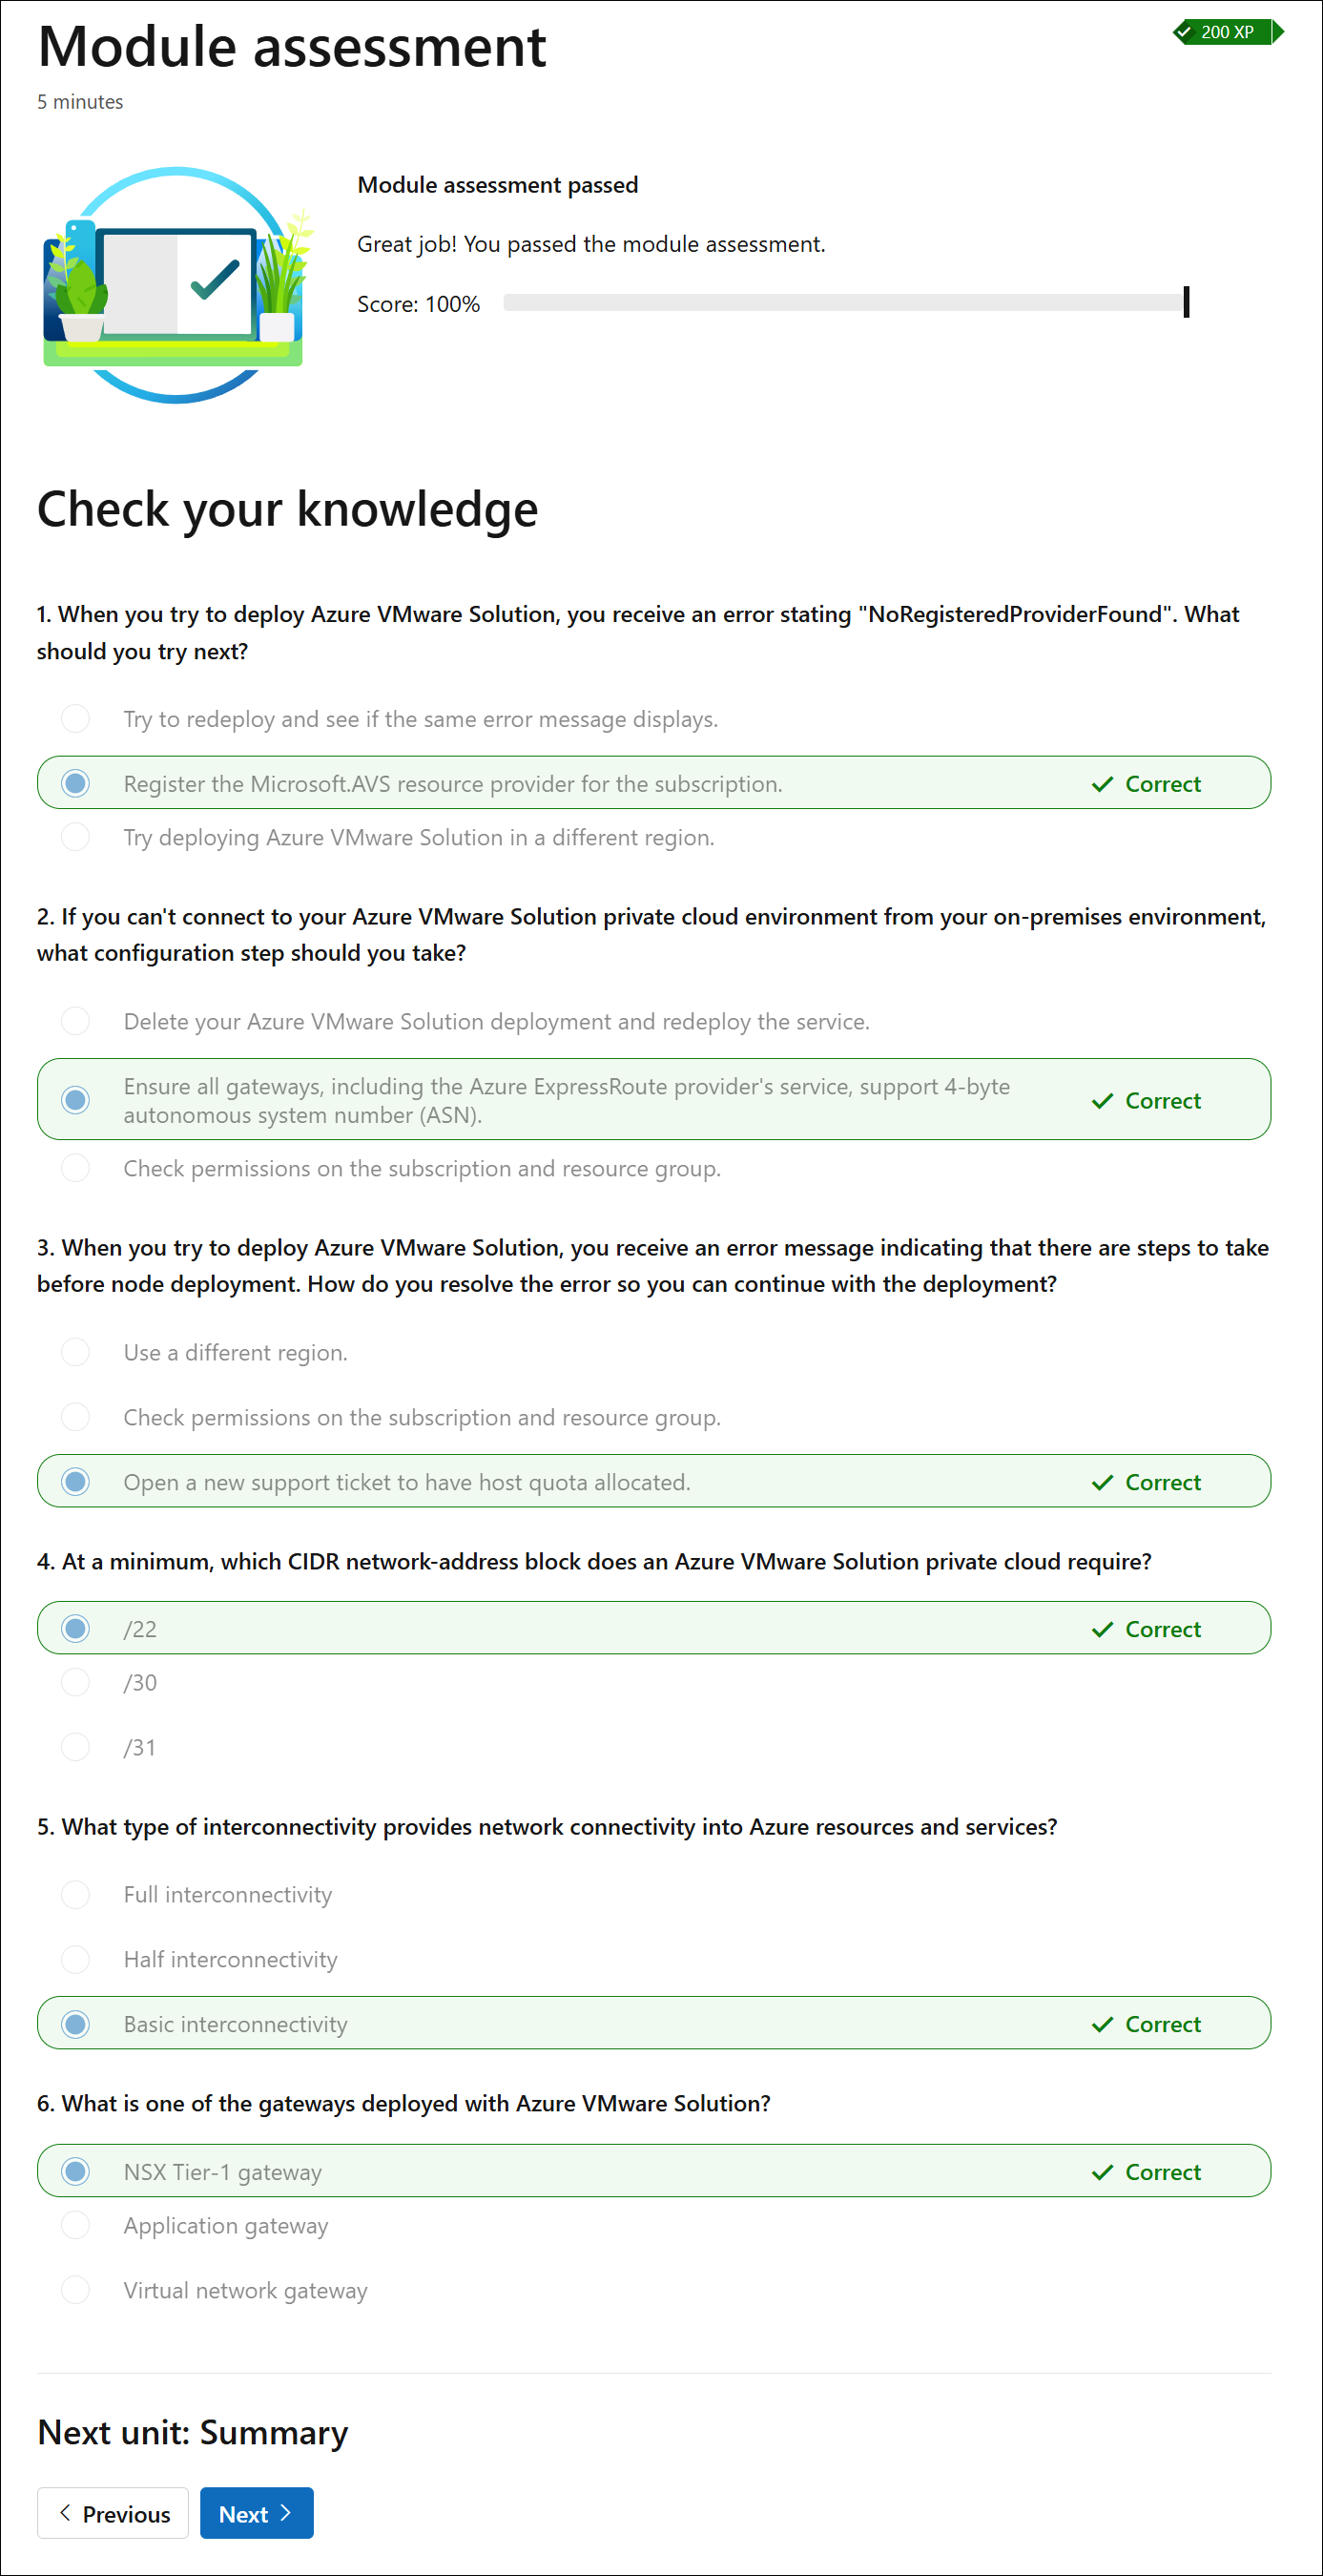 Module assessment
200 XP
5 minutes
Module assessment passed
Great job! You passed the module assessment.
Score: 100%
Check your knowledge
1. When you try to deploy Azure VMware Solution, you receive an error stating "NoRegisteredProviderFound". What
should you try next?
Try to redeploy and see if the same error message displays.
Register the Microsoft.AVS resource provider for the subscription.
Correct
Try deploying Azure VMware Solution in a different region.
2. If you can't connect to your Azure VMware Solution private cloud environment from your on-premises environment,
what configuration step should you take?
Delete your Azure VMware Solution deployment and redeploy the service.
Ensure all gateways, including the Azure ExpressRoute provider's service, support 4-byte
autonomous system number (ASN).
Correct
Check permissions on the subscription and resource group.
3. When you try to deploy Azure VMware Solution, you receive an error message indicating that there are steps to take
before node deployment. How do you resolve the error so you can continue with the deployment?
Use a different region.
Check permissions on the subscription and resource group.
Open a new support ticket to have host quota allocated.
Correct
4. At a minimum, which CIDR network-address block does an Azure VMware Solution private cloud require?
/22
Correct
/30
/31
5. What type of interconnectivity provides network connectivity into Azure resources and services?
Full interconnectivity
Half interconnectivity
Basic interconnectivity
Correct
6. What is one of the gateways deployed with Azure VMware Solution?
NSX Tier-1 gateway
Correct
Application gateway
Virtual network gateway
Next unit: Summary
Previous
Next